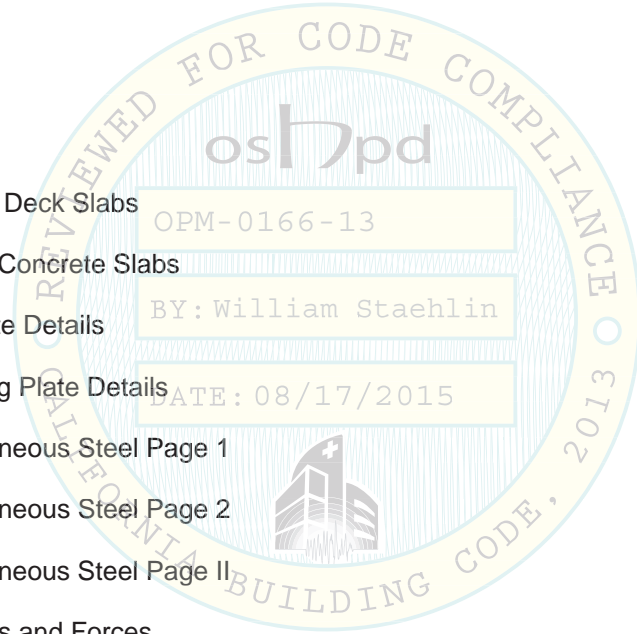 REVIEWED FOR CODE COMPLIANCE
oshpd
Deck Slabs
OPM-0166-13
Concrete Slabs
BY: William Staehlin
te Details
g Plate Details
DATE: 08/17/2015
neous Steel Page 1
neous Steel Page 2
neous Steel Page II
s and Forces
CALIFORNIA BUILDING CODE, 2013